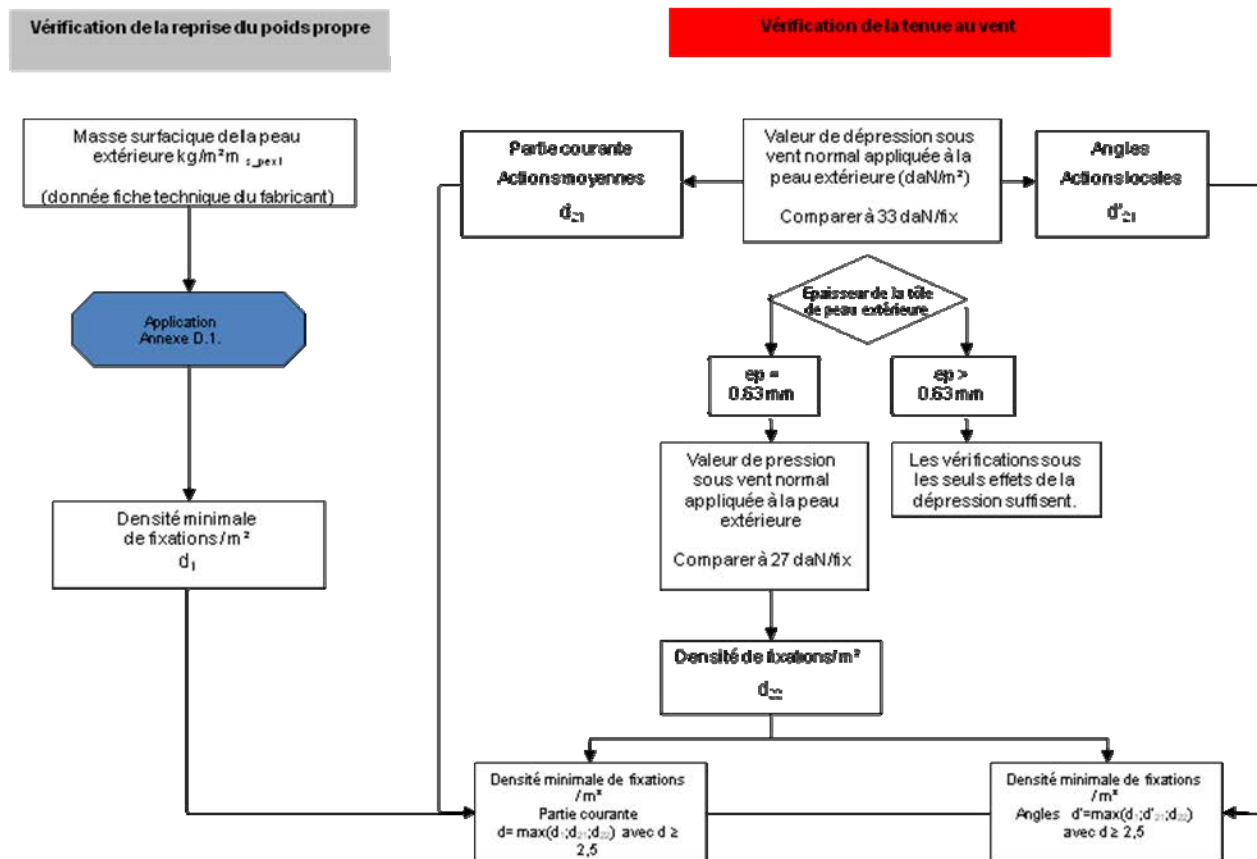 Vérification de la reprise du poids propre
Vérification de la tenue au vent
Masse surfacique de la peau
extérieure kg/m²m s_pext
(donnée fiche technique du fabricant)
Application
Annexe D.1.
Densité minimale
de fixations/m²
d1
Partie courante
Actions moyennes
d21
Valeur de dépression sous
vent normal appliquée à la
peau extérieure (daN/m²)
Comparer à 33 daN/fix
Angles
Actions locales
d'21
Epaisseur de la tôle
de peau extérieure
ep =
0.63 mm
ep >
0.63 mm
Valeur de pression
sous vent normal
appliquée à la peau
extérieure
Comparer à 27 daN/fix
Les vérifications sous
les seuls effets de la
dépression suffisent.
Densité de fixations/m²
d22
Densité minimale de fixations
/m²
Partie courante
d= max(d1;d21;d22) avec d ≥
2,5
Densité minimale de fixations
/m²
Angles d'=max(d1;d'21;d22)
avec d ≥ 2,5